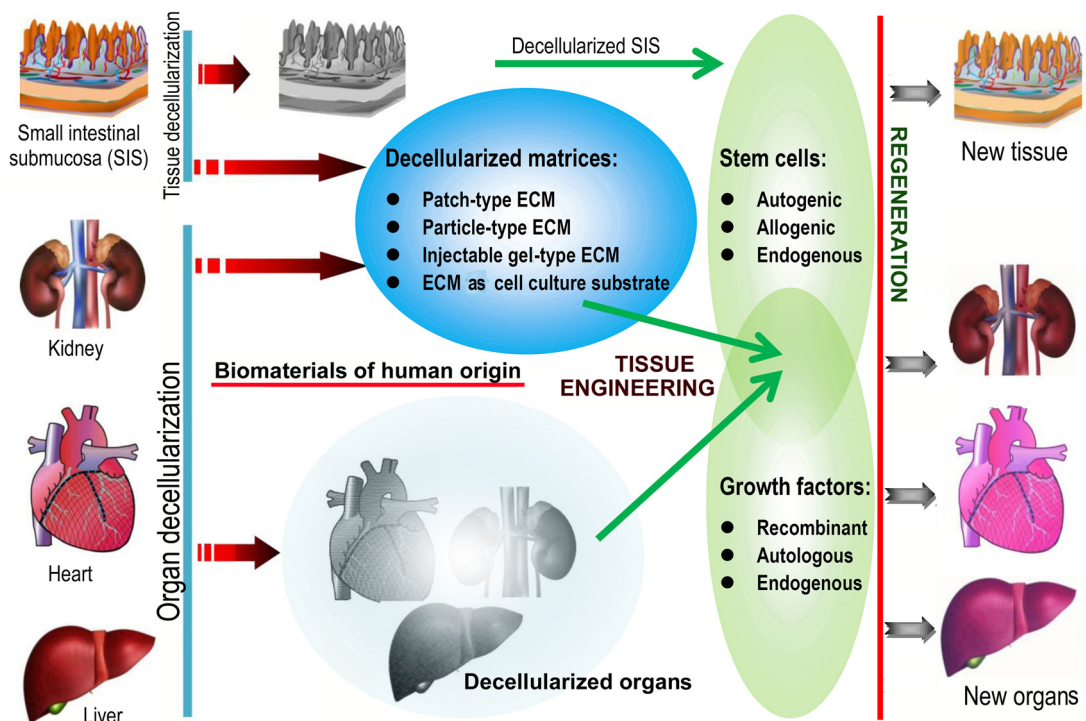 Small intestinal
submucosa (SIS)
Tissue decellularization
Decellularized SIS
Decellularized matrices:
● Patch-type ECM
● Particle-type ECM
● Injectable gel-type ECM
● ECM as cell culture substrate
Stem cells:
● Autogenic
● Allogenic
● Endogenous
REGENERATION
New tissue
Kidney
Organ decellularization
Biomaterials of human origin
TISSUE
ENGINEERING
Heart
Growth factors:
● Recombinant
● Autologous
● Endogenous
Liver
Decellularized organs
New organs